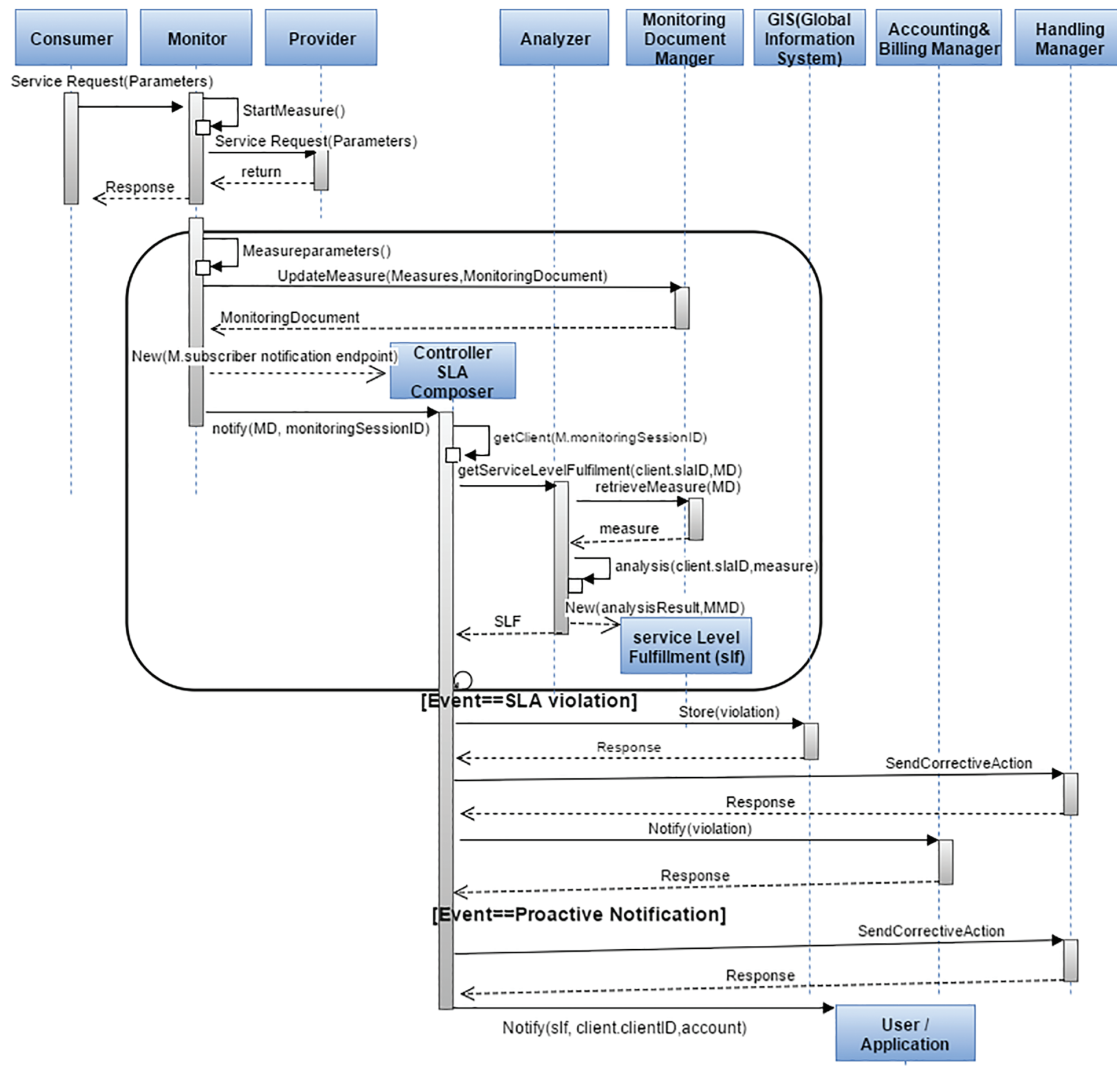 Consumer
Monitor
Provider
Analyzer
Monitoring
Document
Manger
GIS(Global
Information
System)
Accounting&
Billing Manager
Handling
Manager
Service Request(Parameters)
StartMeasure()
Service Request(Parameters)
return
Response
Measureparameters()
UpdateMeasure(Measures,MonitoringDocument)
MonitoringDocument
New(M.subscriber notification endpoint)
Controller
SLA
Composer
notify(MD, monitoringSessionID)
getClient(M.monitoringSessionID)
getServiceLevelFulfilment(client.slaID,MD)
retrieveMeasure(MD)
measure
analysis(client.slaID,measure)
New(analysisResult,MMD)
SLF
service Level
Fulfillment (slf)
[Event==SLA violation]
Store(violation)
Response
SendCorrectiveAction
Response
Notify(violation)
Response
[Event==Proactive Notification]
SendCorrectiveAction
Response
Notify(slf, client.clientID,account)
User /
Application